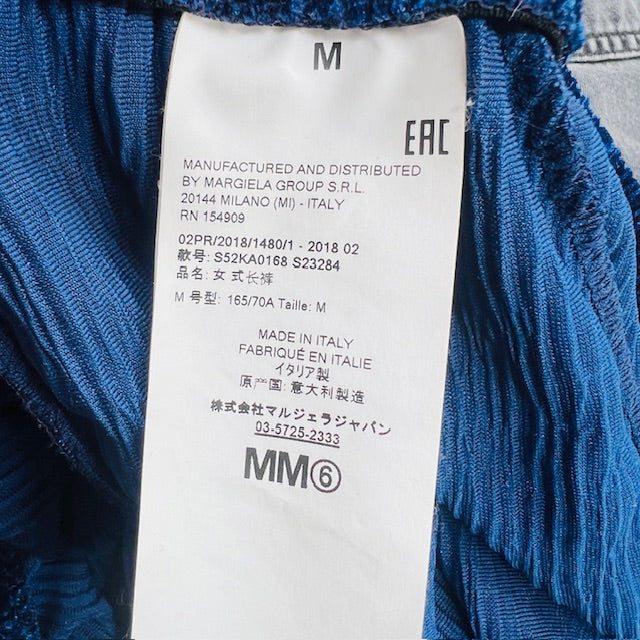 M
EAC
MANUFACTURED AND DISTRIBUTED
BY MARGIELA GROUP S.R.L.
20144 MILANO (MI) - ITALY
RN 154909
02PR/2018/1480/1 - 2018 02
款号: S52KA0168 S23284
品名: 女式长裤
M 号型: 165/70A Taille: M
MADE IN ITALY
FABRIQUÉ EN ITALIE
イタリア製
原产国: 意大利製造
株式会社マルジェラジャパン
03-5725-2333
MM⑥